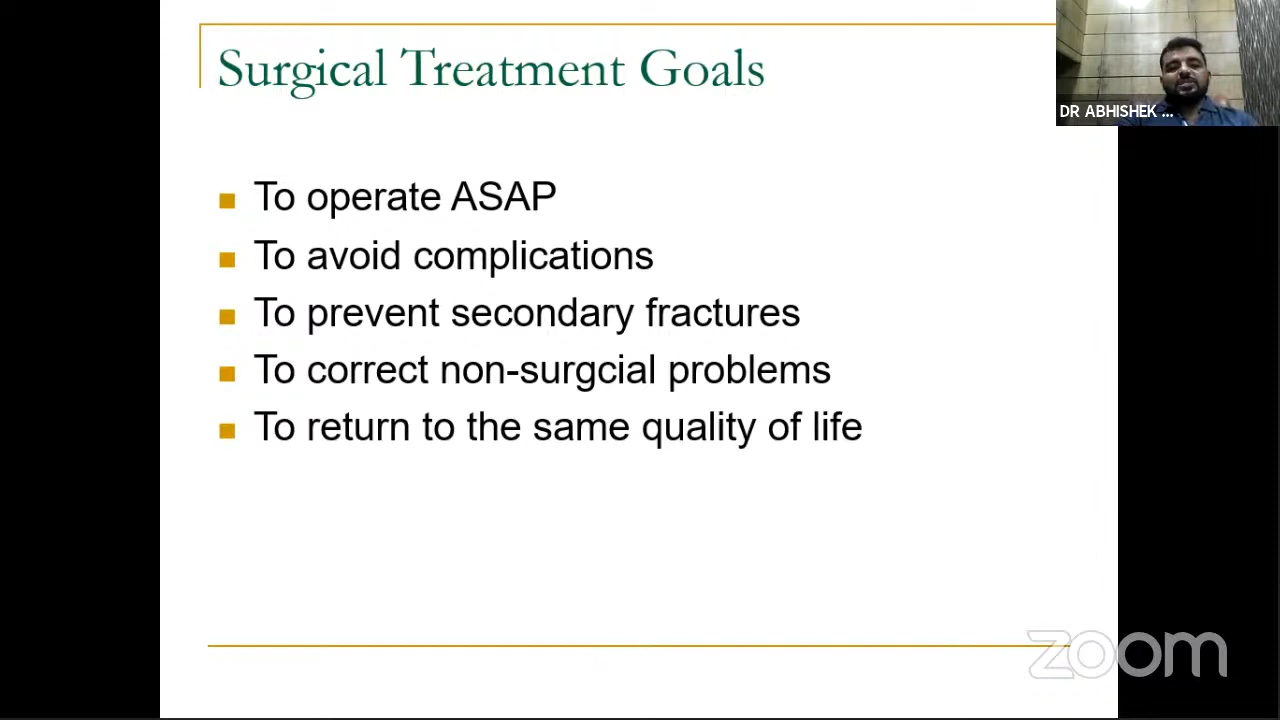 Surgical Treatment Goals
DR ABHISHEK ...
To operate ASAP
To avoid complications
To prevent secondary fractures
To correct non-surgcial problems
To return to the same quality of life
zoom